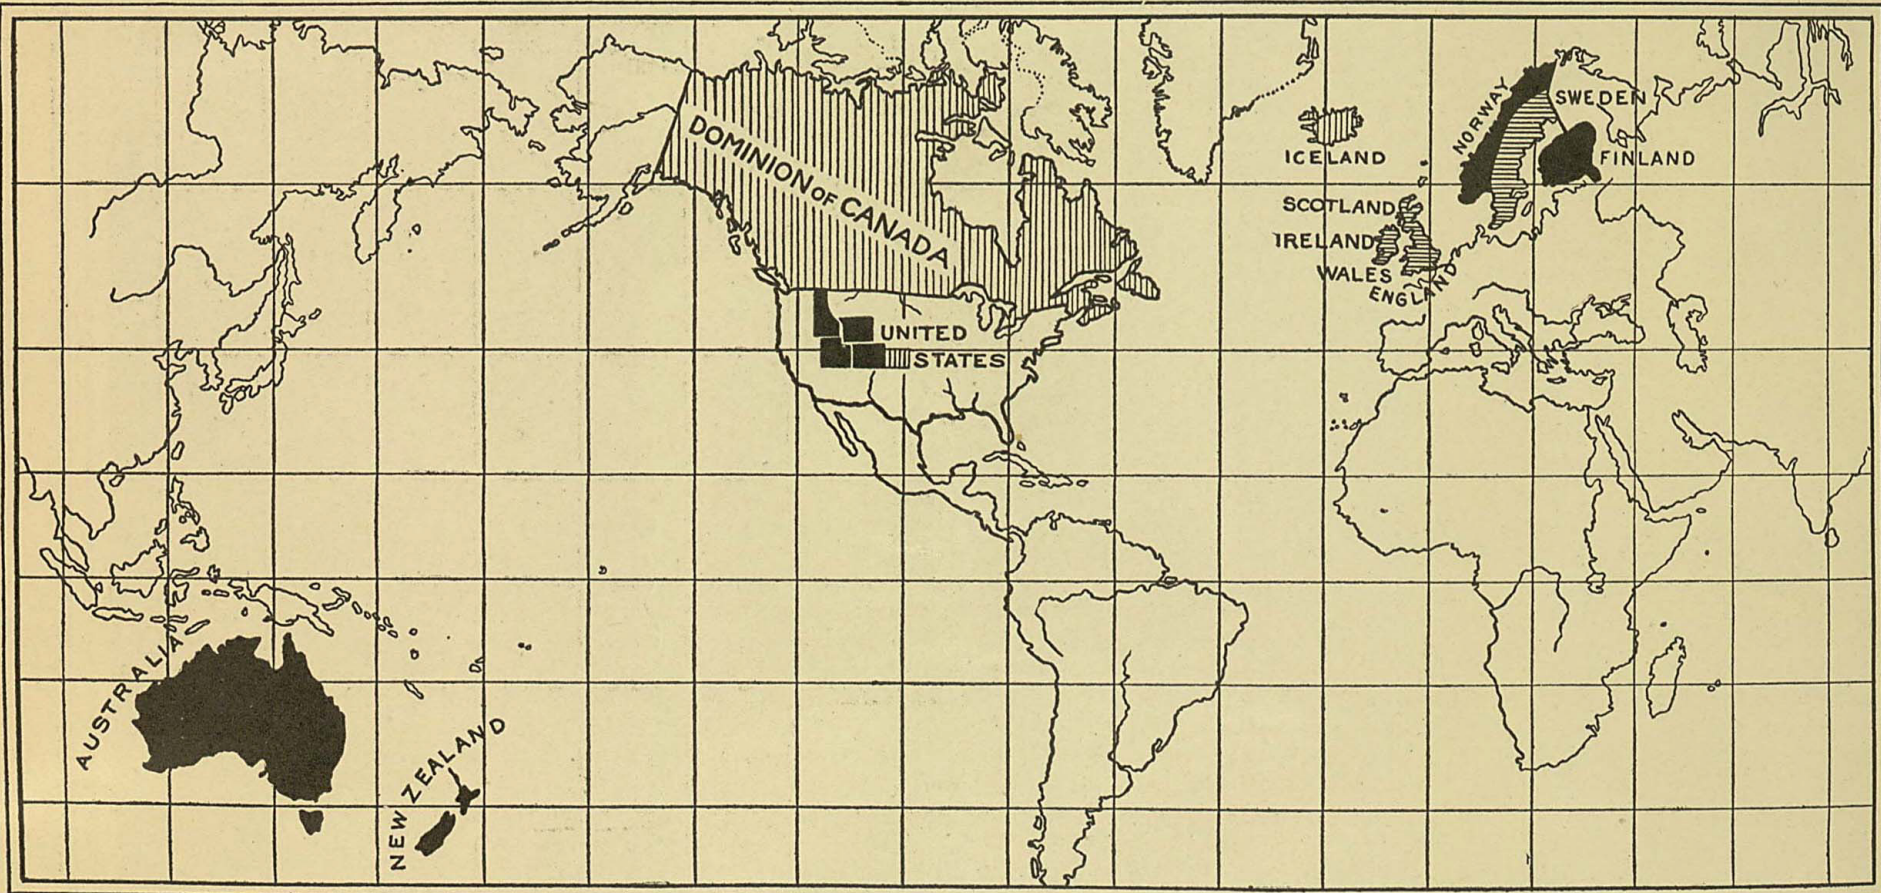 DOMINION OF CANADA
UNITED
STATES
ICELAND
NORWAY
SWEDEN
FINLAND
SCOTLAND
IRELAND
WALES
ENGLAND
AUSTRALIA
NEW ZEALAND